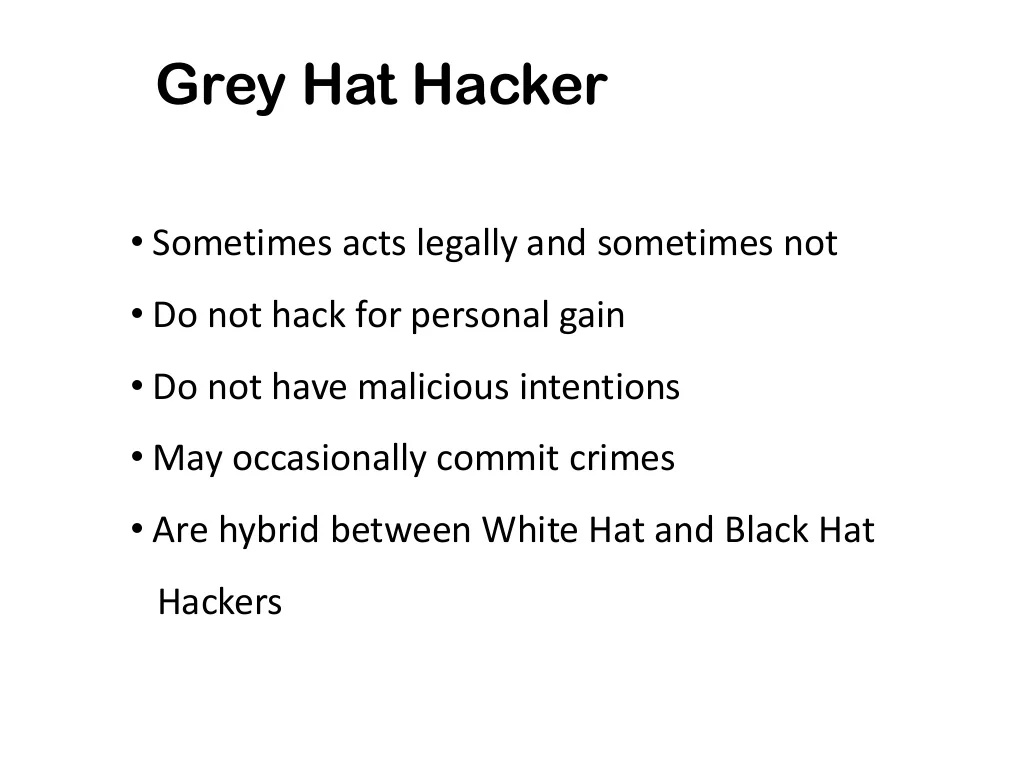 Grey Hat Hacker
• Sometimes acts legally and sometimes not
• Do not hack for personal gain
• Do not have malicious intentions
• May occasionally commit crimes
• Are hybrid between White Hat and Black Hat
Hackers